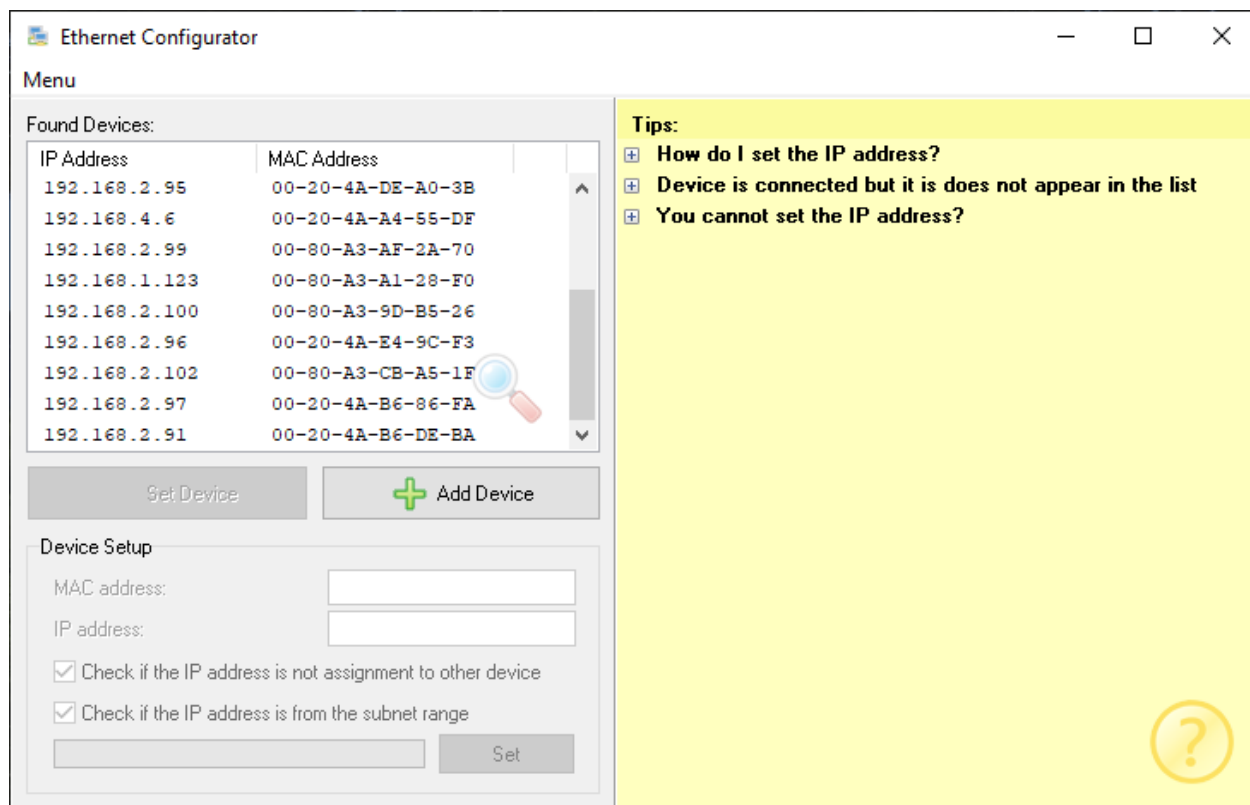 Ethernet Configurator
Menu
Found Devices:
IP Address MAC Address
192.168.2.95 00-20-4A-DE-A0-3B
192.168.4.6 00-20-4A-A4-55-DF
192.168.2.99 00-80-A3-AF-2A-70
192.168.1.123 00-80-A3-A1-28-F0
192.168.2.100 00-80-A3-9D-B5-26
192.168.2.96 00-20-4A-E4-9C-F3
192.168.2.102 00-80-A3-CB-A5-1F
192.168.2.97 00-20-4A-B6-86-FA
192.168.2.91 00-20-4A-B6-DE-BA
Set Device
Add Device
Device Setup
MAC address:
IP address:
Check if the IP address is not assignment to other device
Check if the IP address is from the subnet range
Set
Tips:
How do I set the IP address?
Device is connected but it is does not appear in the list
You cannot set the IP address?
?